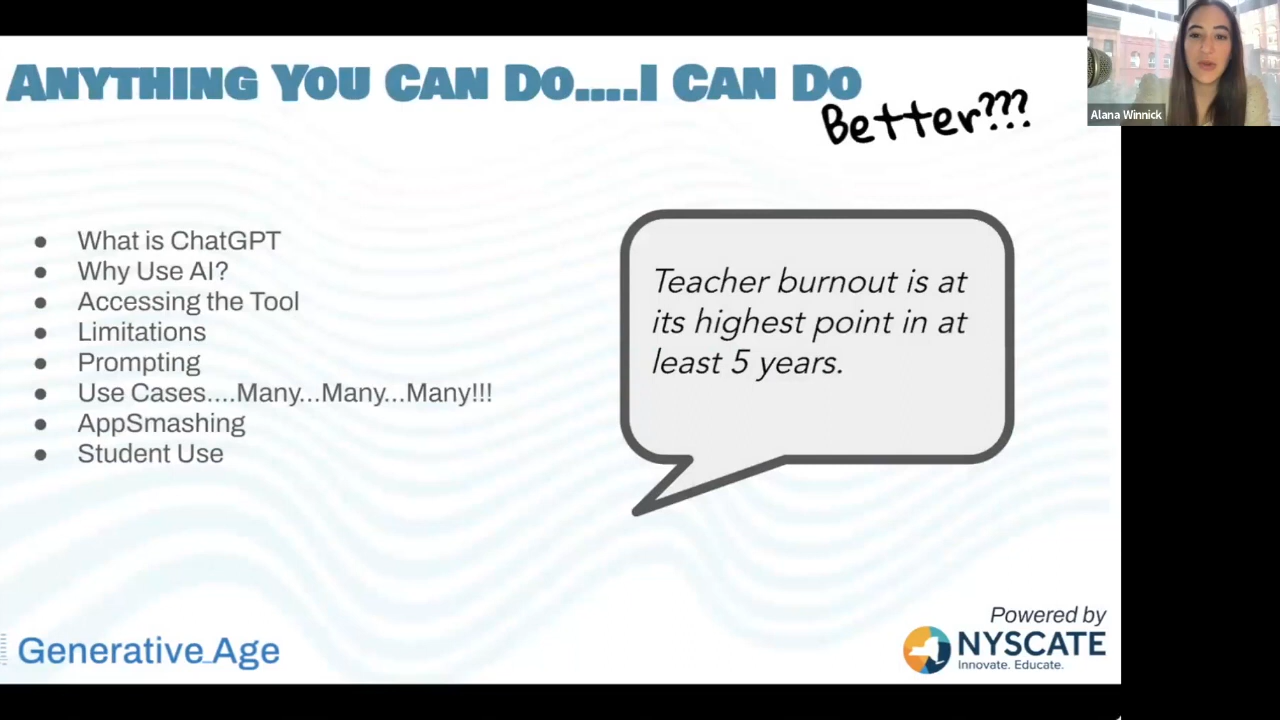 ANYTHING YOU CAN DO....I CAN DO
Better???
Alana Winnick
What is ChatGPT
Why Use AI?
Accessing the Tool
Limitations
Prompting
Use Cases....Many...Many...Many!!!
AppSmashing
Student Use
Teacher burnout is at
its highest point in at
least 5 years.
Generative_Age
Powered by
NYSCATE
Innovate. Educate.